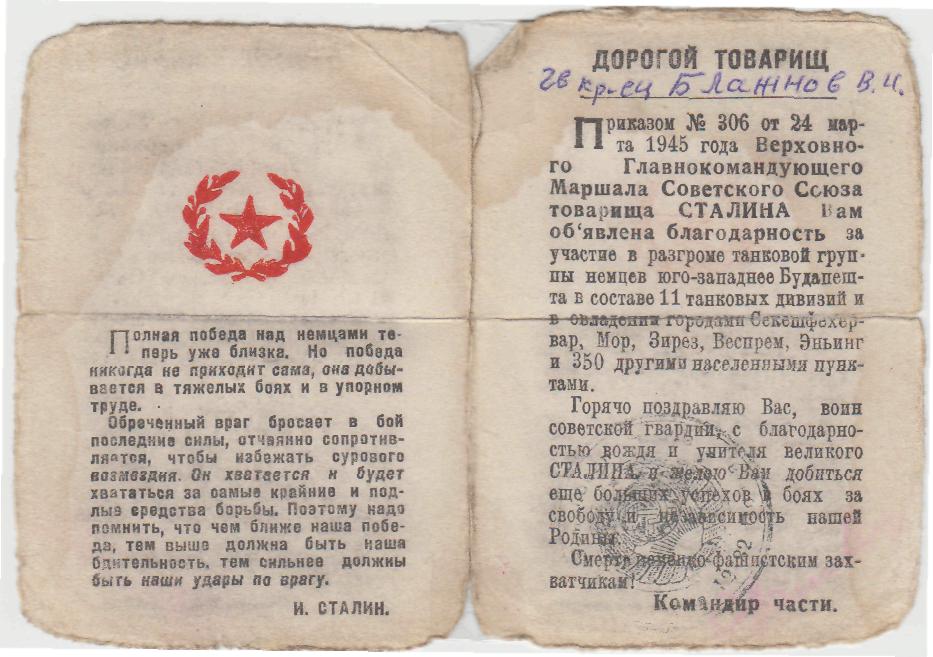 Полная победа над немцами те-
перь уже близка. Но победа
никогда не приходит сама, она добы-
вается в тяжелых боях и в упорном
труде.
Обреченный враг бросает в бой
последние силы, отчаянно сопротив-
ляется, чтобы избежать сурового
возмездия. Он хватается и будет
хвататься за самые крайние и под-
лые средства борьбы. Поэтому надо
помнить, что чем ближе наша побе-
да, тем выше должна быть наша
бдительность, тем сильнее должны
быть наши удары по врагу.
И. СТАЛИН.
ДОРОГОЙ ТОВАРИЩ
гв кр-ец Блажнов В.И.
Приказом № 306 от 24 мар-
та 1945 года Верховно-
го Главнокомандующего
Маршала Советского Союза
товарища СТАЛИНА Вам
об‘явлена благодарность за
участие в разгроме танковой груп-
пы немцев юго-западнее Будапеш-
та в составе 11 танковых дивизий и
в овладении городами Секешфехер-
вар, Мор, Зирез, Веспрем, Эньинг
и 350 другими населенными пунк-
тами.
Горячо поздравляю Вас, воин
советской гвардии, с благодарно-
стью вождя и учителя великого
СТАЛИНА и желаю Вам добиться
еще больших успехов в боях за
свободу и независимость нашей
Родины.
Смерть немецко-фашистским зах-
ватчикам!
Командир части.